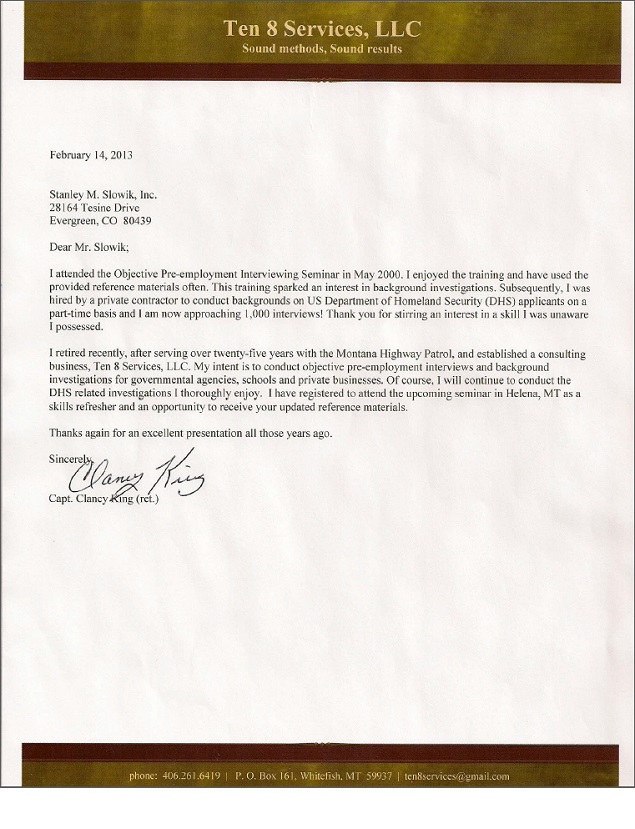 Ten 8 Services, LLC
Sound methods, Sound results
February 14, 2013
Stanley M. Slowik, Inc.
28164 Tesine Drive
Evergreen, CO 80439
Dear Mr. Slowik;
I attended the Objective Pre-employment Interviewing Seminar in May 2000. I enjoyed the training and have used the
provided reference materials often. This training sparked an interest in background investigations. Subsequently, I was
hired by a private contractor to conduct backgrounds on US Department of Homeland Security (DHS) applicants on a
part-time basis and I am now approaching 1,000 interviews! Thank you for stirring an interest in a skill I was unaware
I possessed.
I retired recently, after serving over twenty-five years with the Montana Highway Patrol, and established a consulting
business, Ten 8 Services, LLC. My intent is to conduct objective pre-employment interviews and background
investigations for governmental agencies, schools and private businesses. Of course, I will continue to conduct the
DHS related investigations I thoroughly enjoy. I have registered to attend the upcoming seminar in Helena, MT as a
skills refresher and an opportunity to receive your updated reference materials.
Thanks again for an excellent presentation all those years ago.
Sincerely,
Clancy King
Capt. Clancy King (ret.)
phone: 406.261.6419 | P. O. Box 161, Whitefish, MT 59937 | ten8services@gmail.com